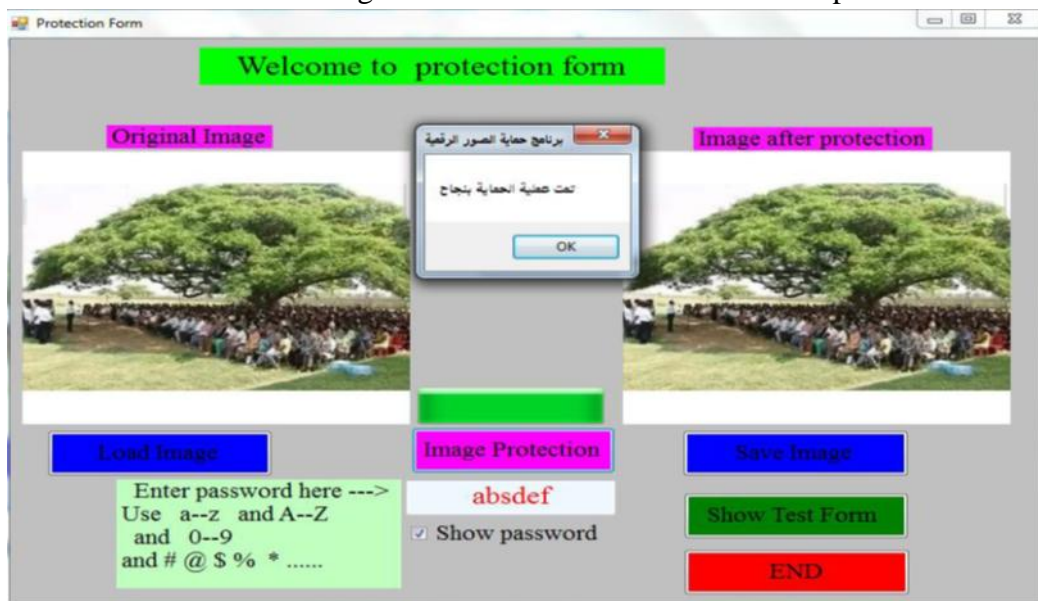 Protection Form
Welcome to protection form
Original Image
برنامج حماية الصور الرقمية
Image after protection
تمت عملية الحماية بنجاح
OK
Load Image
Image Protection
Save Image
Enter password here --->
Use a--z and A--Z
and 0--9
and # @ $ % * ......
absdef
Show password
Show Test Form
END